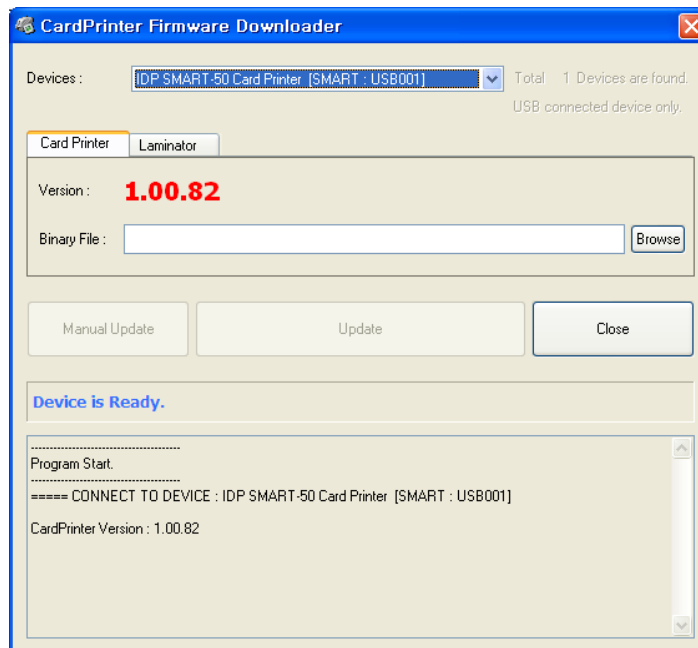 CardPrinter Firmware Downloader
Devices : IDP SMART-50 Card Printer [SMART : USB001] Total 1 Devices are found.
USB connected device only.
Card Printer Laminator
Version : 1.00.82
Binary File : Browse
Manual Update Update Close
Device is Ready.
----------------------------------------
Program Start.
----------------------------------------
===== CONNECT TO DEVICE : IDP SMART-50 Card Printer [SMART : USB001]
CardPrinter Version : 1.00.82